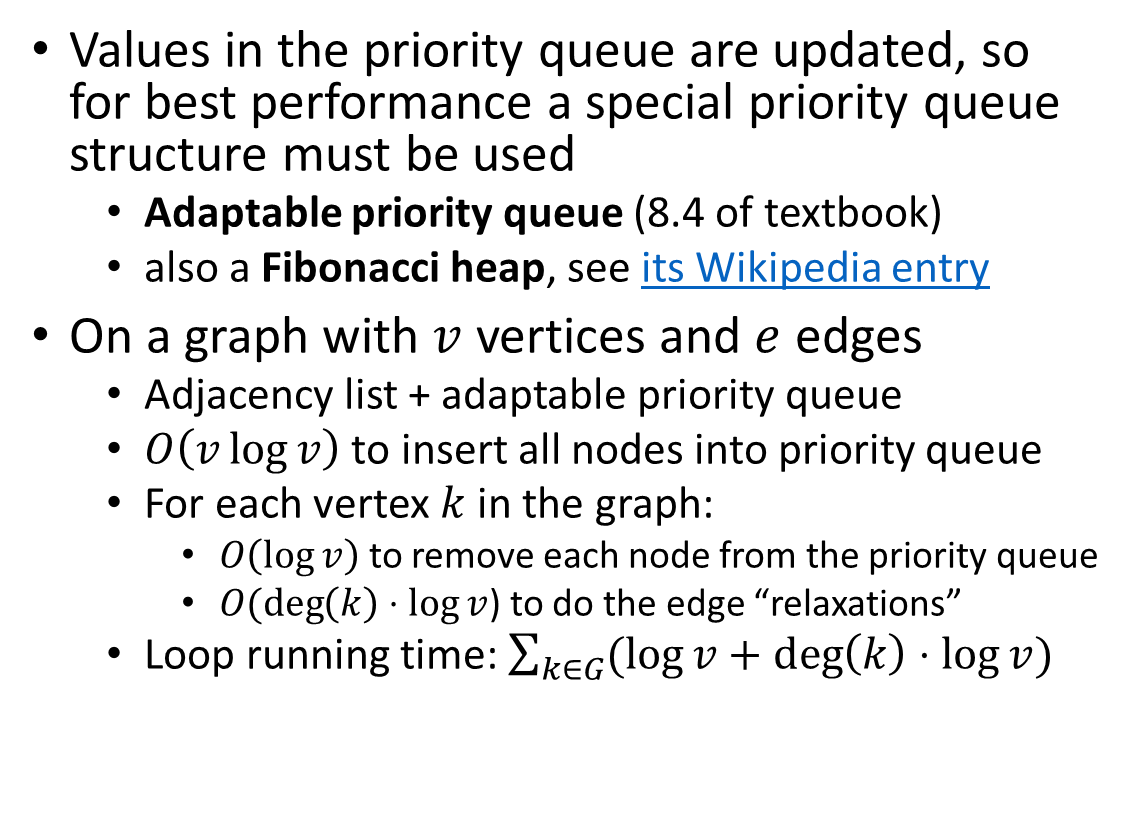 • Values in the priority queue are updated, so
for best performance a special priority queue
structure must be used
• Adaptable priority queue (8.4 of textbook)
• also a Fibonacci heap, see its Wikipedia entry
• On a graph with 𝑣 vertices and 𝑒 edges
• Adjacency list + adaptable priority queue
• 𝑂(𝑣 log 𝑣) to insert all nodes into priority queue
• For each vertex 𝑘 in the graph:
• 𝑂(log 𝑣) to remove each node from the priority queue
• 𝑂(deg(𝑘) · log 𝑣) to do the edge “relaxations”
• Loop running time: ∑𝑘∈𝐺(log 𝑣 + deg(𝑘) · log 𝑣)